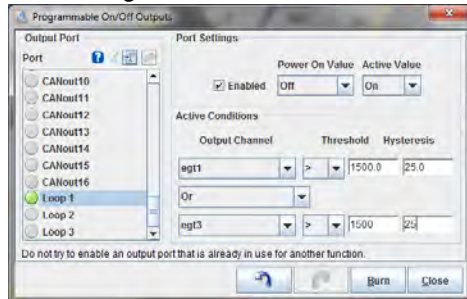 Programmable On/Off Outputs
Output Port
Port
CANout10
CANout11
CANout12
CANout13
CANout14
CANout15
CANout16
Loop 1
Loop 2
Loop 3
Port Settings
Power On Value Active Value
Enabled Off On
Active Conditions
Output Channel Threshold Hysteresis
egt1 > 1500.0 25.0
Or
egt3 > 1500 25
Do not try to enable an output port that is already in use for another function.
Burn Close